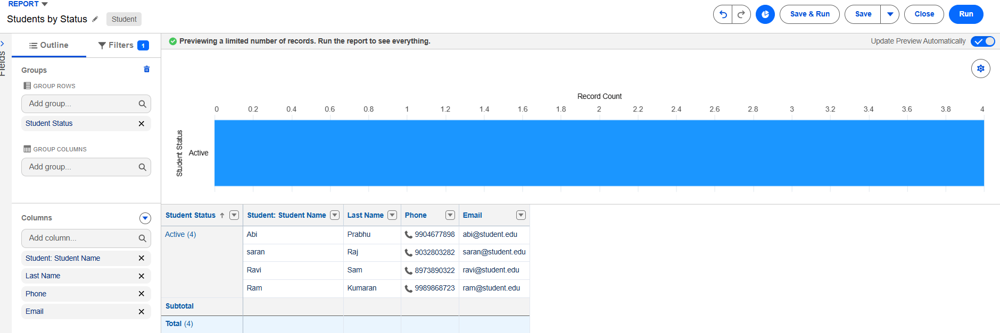 REPORT
Students by Status Student
Save & Run Save Close Run
Fields
Outline Filters 1
Previewing a limited number of records. Run the report to see everything.
Update Preview Automatically
Groups
GROUP ROWS
Add group...
Student Status
GROUP COLUMNS
Add group...
Columns
Add column...
Student: Student Name
Last Name
Phone
Email
Record Count
0 0.2 0.4 0.6 0.8 1 1.2 1.4 1.6 1.8 2 2.2 2.4 2.6 2.8 3 3.2 3.4 3.6 3.8 4
Student Status
Active
Student Status Student: Student Name Last Name Phone Email
Active (4) Abi Prabhu 9904677898 abi@student.edu
saran Raj 9032803282 saran@student.edu
Ravi Sam 8973890322 ravi@student.edu
Ram Kumaran 9989868723 ram@student.edu
Subtotal
Total (4)